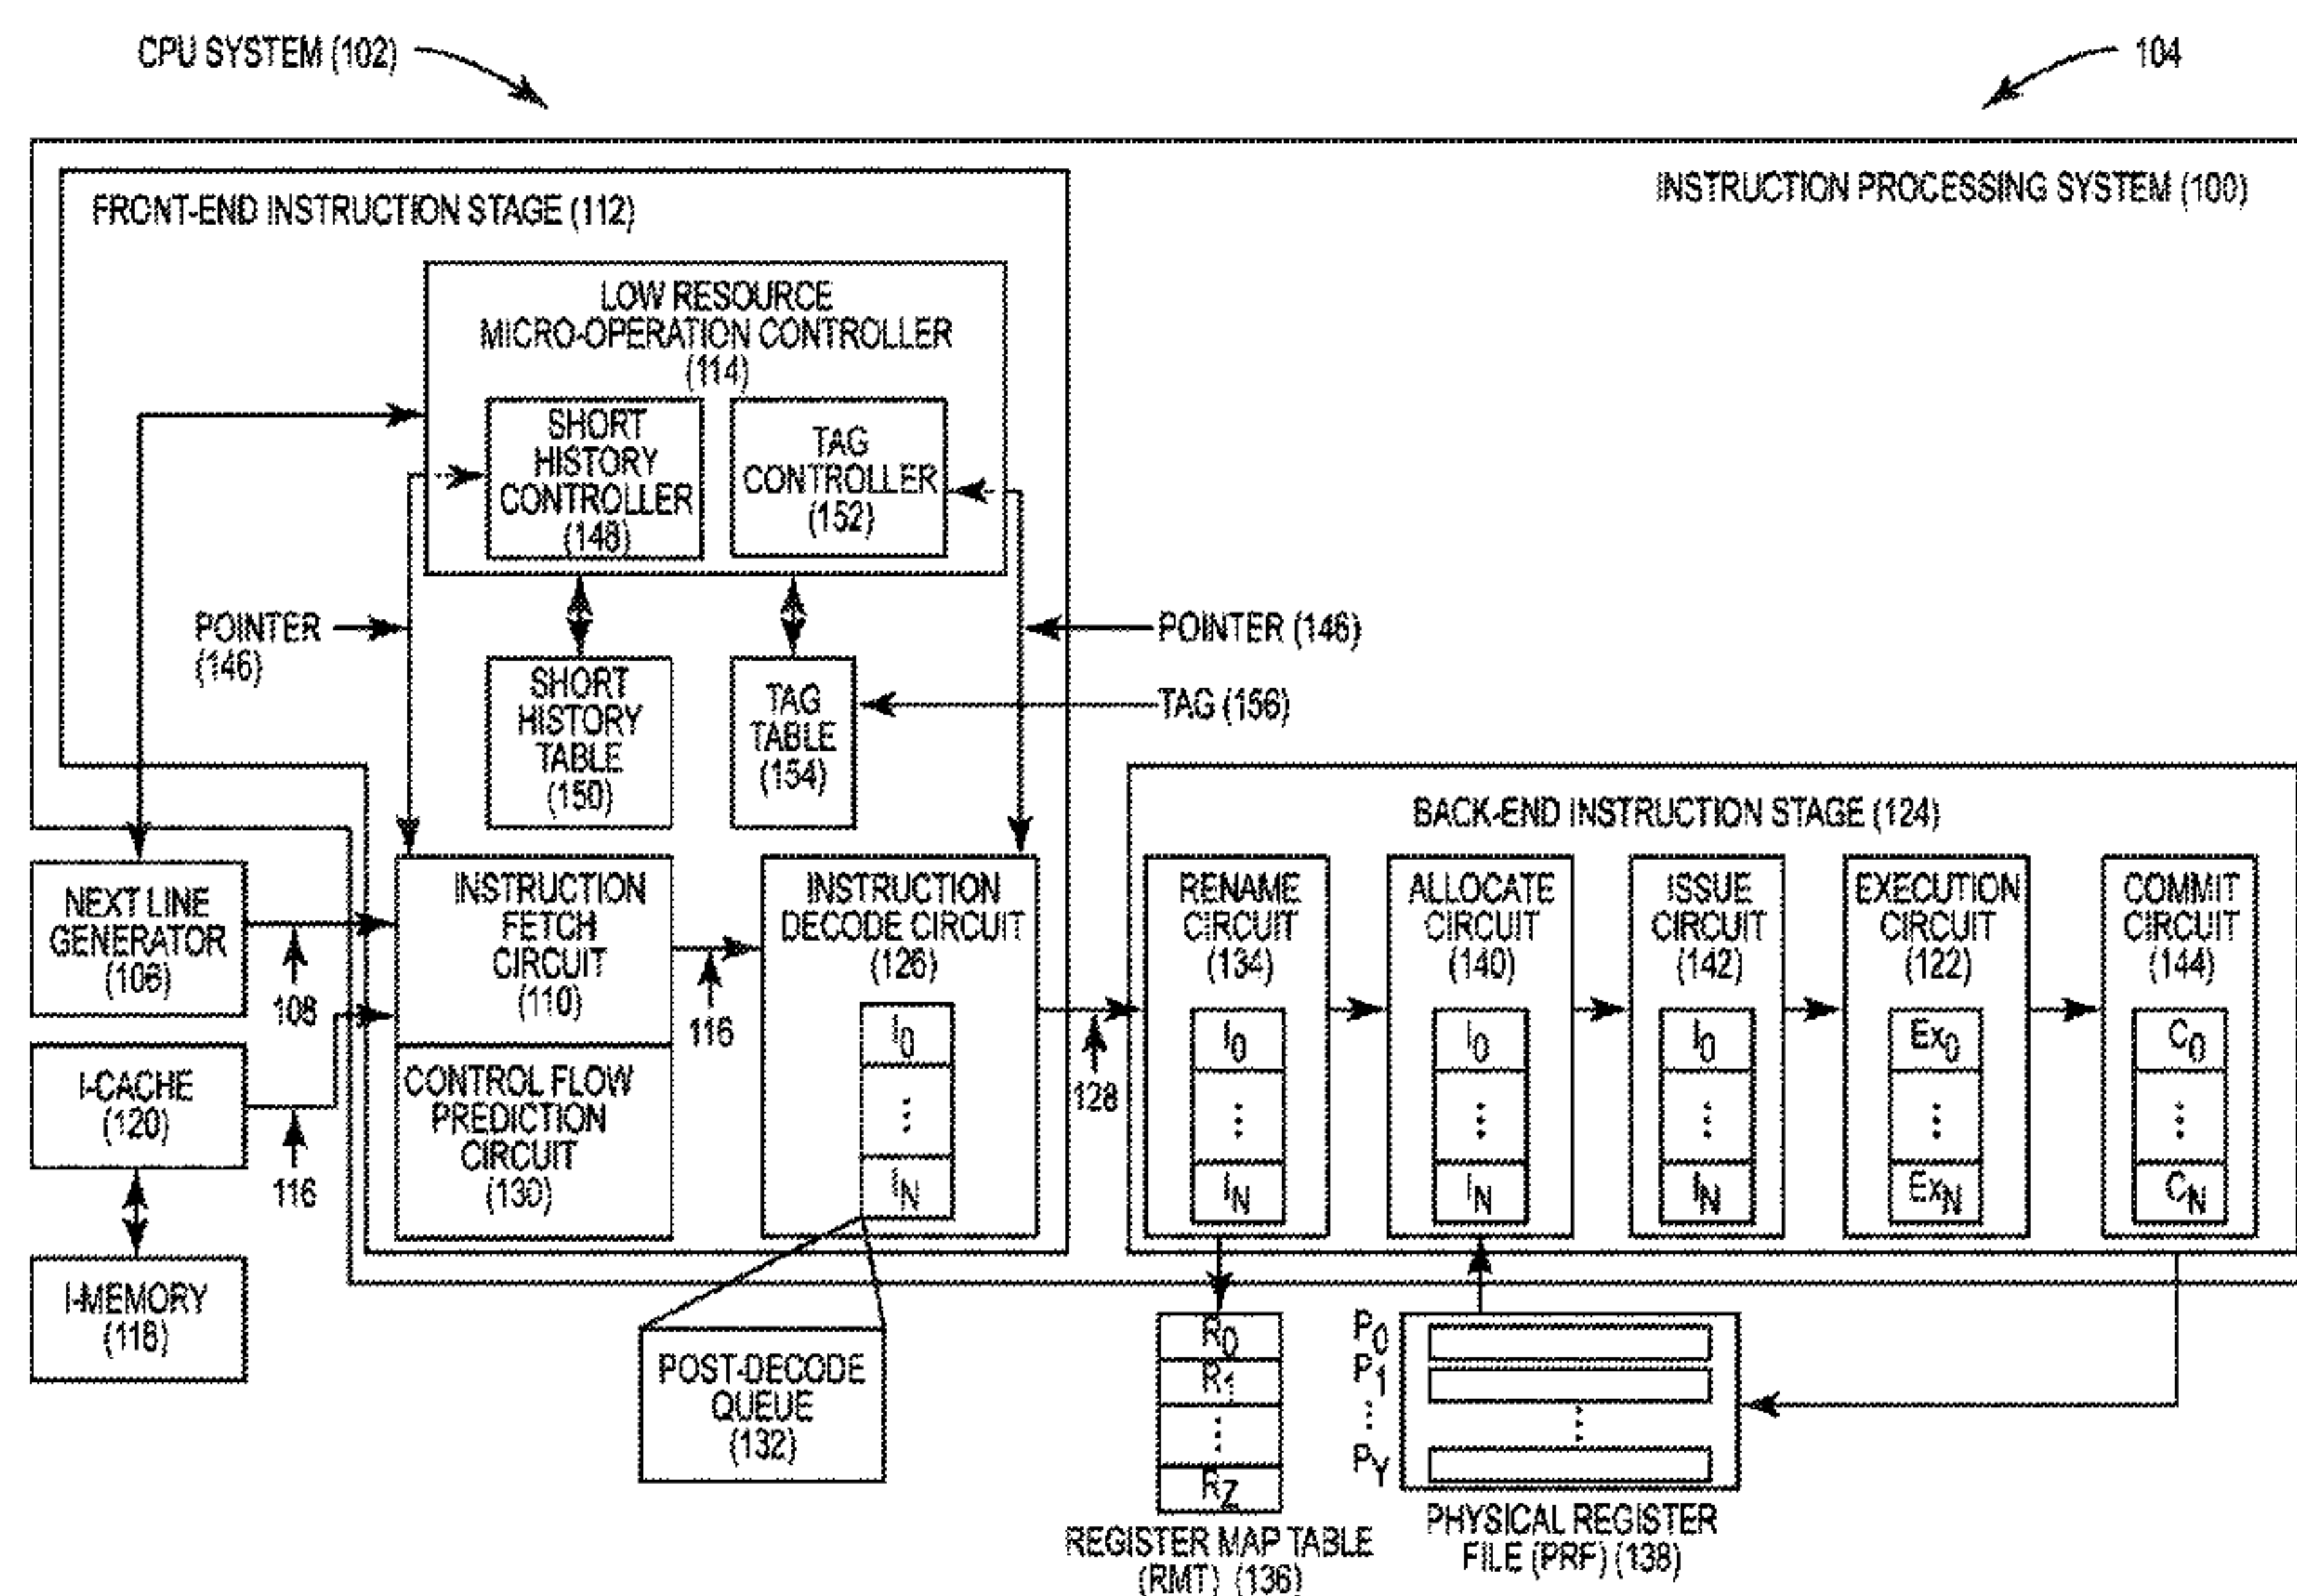 CPU SYSTEM (102)
104
INSTRUCTION PROCESSING SYSTEM (100)
FRONT-END INSTRUCTION STAGE (112)
LOW RESOURCE
MICRO-OPERATION CONTROLLER
(114)
SHORT
HISTORY
CONTROLLER
(148)
TAG
CONTROLLER
(152)
POINTER
(146)
POINTER (146)
SHORT
HISTORY
TABLE
(150)
TAG
TABLE
(154)
TAG (156)
BACK-END INSTRUCTION STAGE (124)
NEXT LINE
GENERATOR
(106)
108
I-CACHE
(120)
116
I-MEMORY
(118)
INSTRUCTION
FETCH
CIRCUIT
(110)
CONTROL FLOW
PREDICTION
CIRCUIT
(130)
116
INSTRUCTION
DECODE CIRCUIT
(126)
I0
⋮
IN
128
POST-DECODE
QUEUE
(132)
RENAME
CIRCUIT
(134)
I0
⋮
IN
ALLOCATE
CIRCUIT
(140)
I0
⋮
IN
ISSUE
CIRCUIT
(142)
I0
⋮
IN
EXECUTION
CIRCUIT
(122)
Ex0
⋮
ExN
COMMIT
CIRCUIT
(144)
C0
⋮
CN
R0
R1
⋮
RZ
REGISTER MAP TABLE
(RMT) (136)
P0
P1
⋮
PY
⋮
PHYSICAL REGISTER
FILE (PRF) (138)